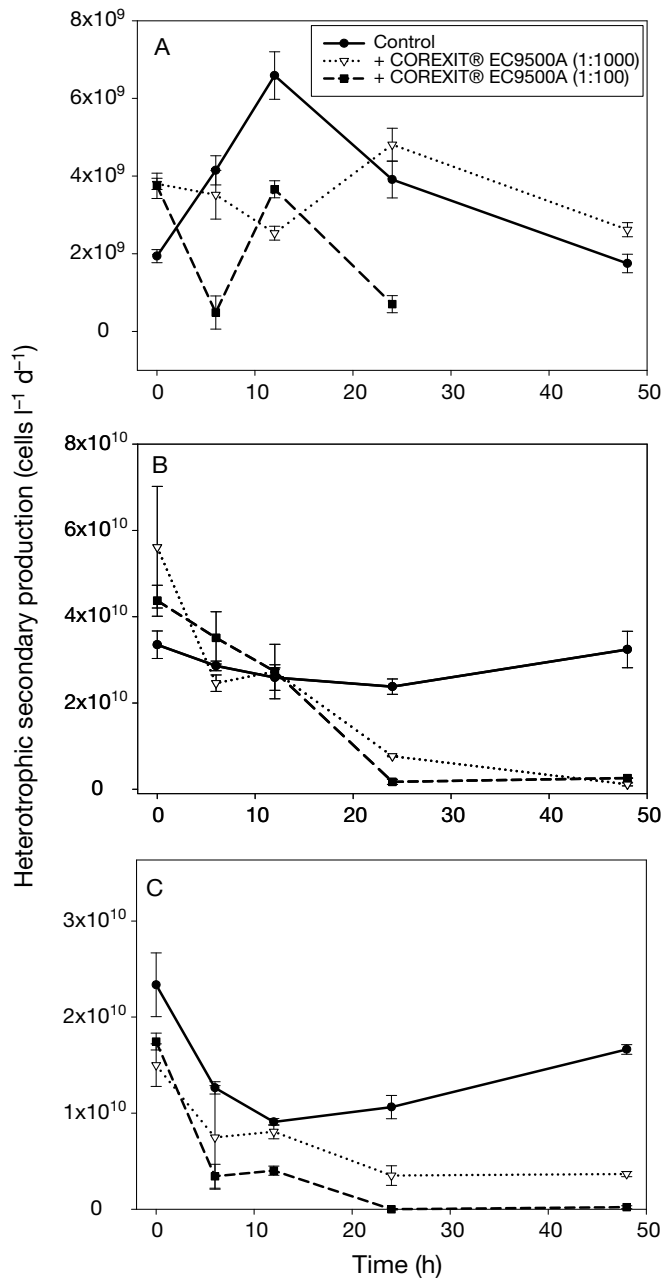 Heterotrophic secondary production (cells l⁻¹ d⁻¹)
A
Control
+ COREXIT® EC9500A (1:1000)
+ COREXIT® EC9500A (1:100)
8x10⁹
6x10⁹
4x10⁹
2x10⁹
0
0 10 20 30 40 50
B
8x10¹⁰
6x10¹⁰
4x10¹⁰
2x10¹⁰
0
0 10 20 30 40 50
C
3x10¹⁰
2x10¹⁰
1x10¹⁰
0
0 10 20 30 40 50
Time (h)